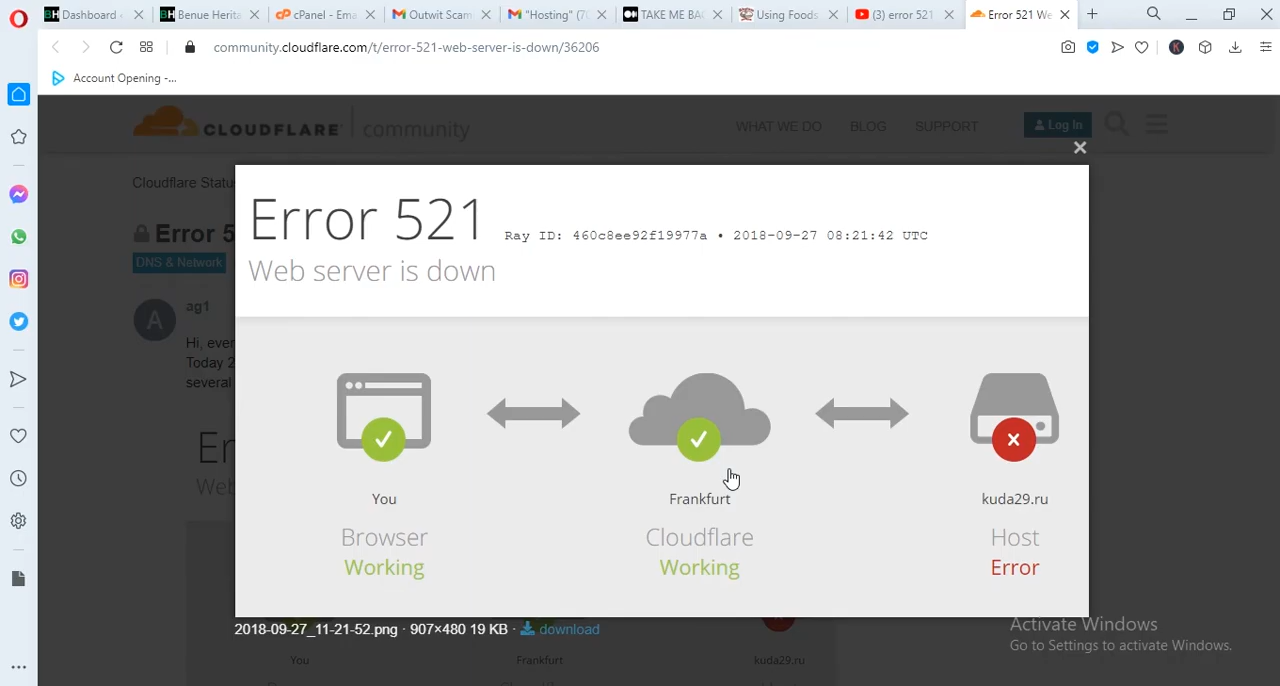 Dashboard
Benue Herita
cPanel - Ema
Outwit Scam
"Hosting" (70
TAKE ME BAC
Using Foods
(3) error 521
Error 521 We
community.cloudflare.com/t/error-521-web-server-is-down/36206
Account Opening -...
CLOUDFLARE community
WHAT WE DO BLOG SUPPORT Log In
Cloudflare Status
Error 5
DNS & Network
A ag1
Hi, ever
Today 2
several
Error 521 Ray ID: 460c8ee92f19977a • 2018-09-27 08:21:42 UTC
Web server is down
Er
Web
You Frankfurt kuda29.ru
Browser Cloudflare Host
Working Working Error
2018-09-27_11-21-52.png · 907×480 19 KB · download
You Frankfurt kuda29.ru
Activate Windows
Go to Settings to activate Windows.